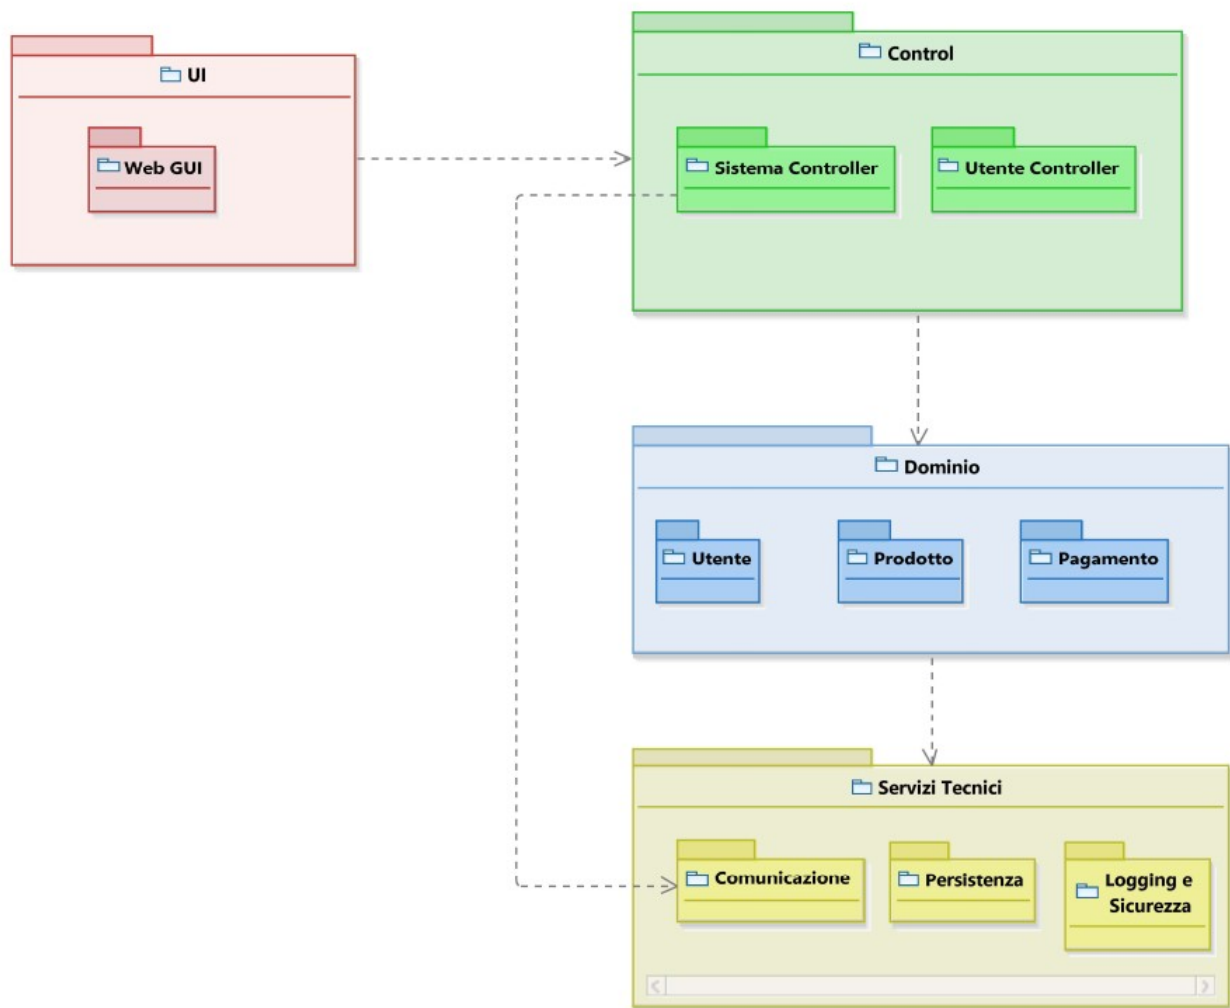 UI
Web GUI
Control
Sistema Controller
Utente Controller
Dominio
Utente
Prodotto
Pagamento
Servizi Tecnici
Comunicazione
Persistenza
Logging e
Sicurezza